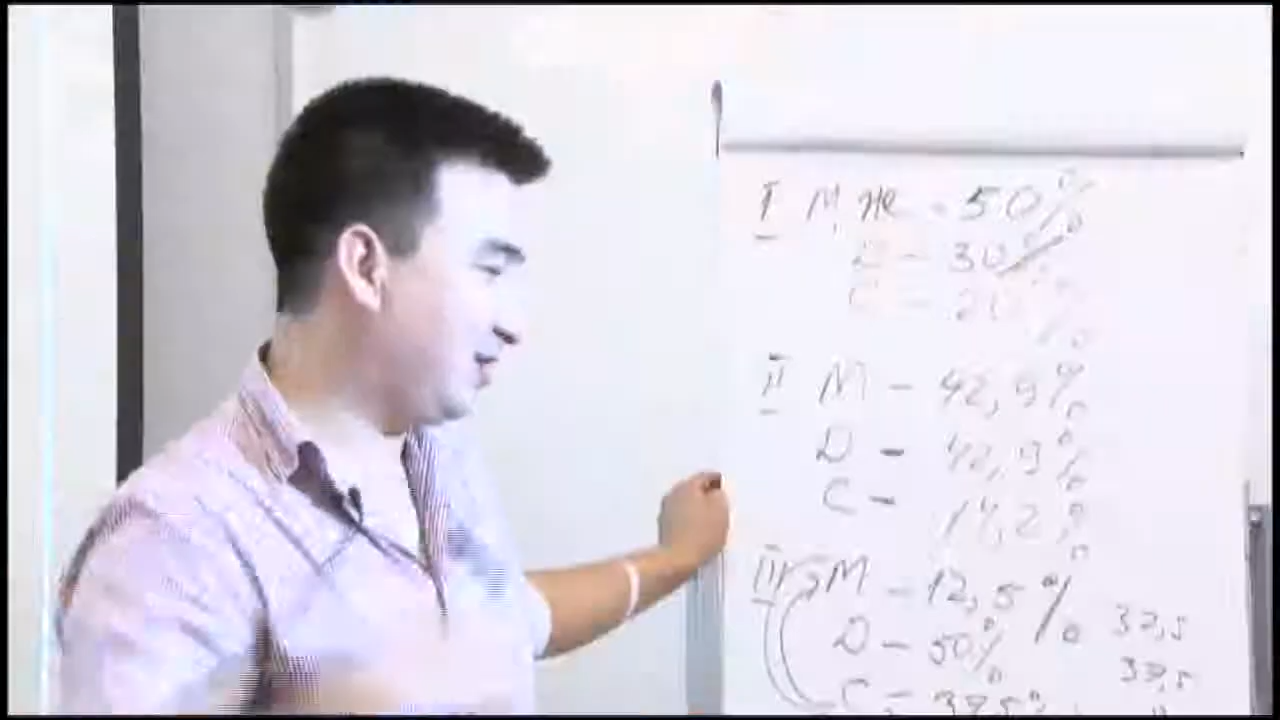 I М Не - 50%
D - 30%
C - 20%
II М - 42,9%
D - 42,9%
C - 14,2%
III М - 12,5% 37,5
D - 50% 37,5
C - 37,5%